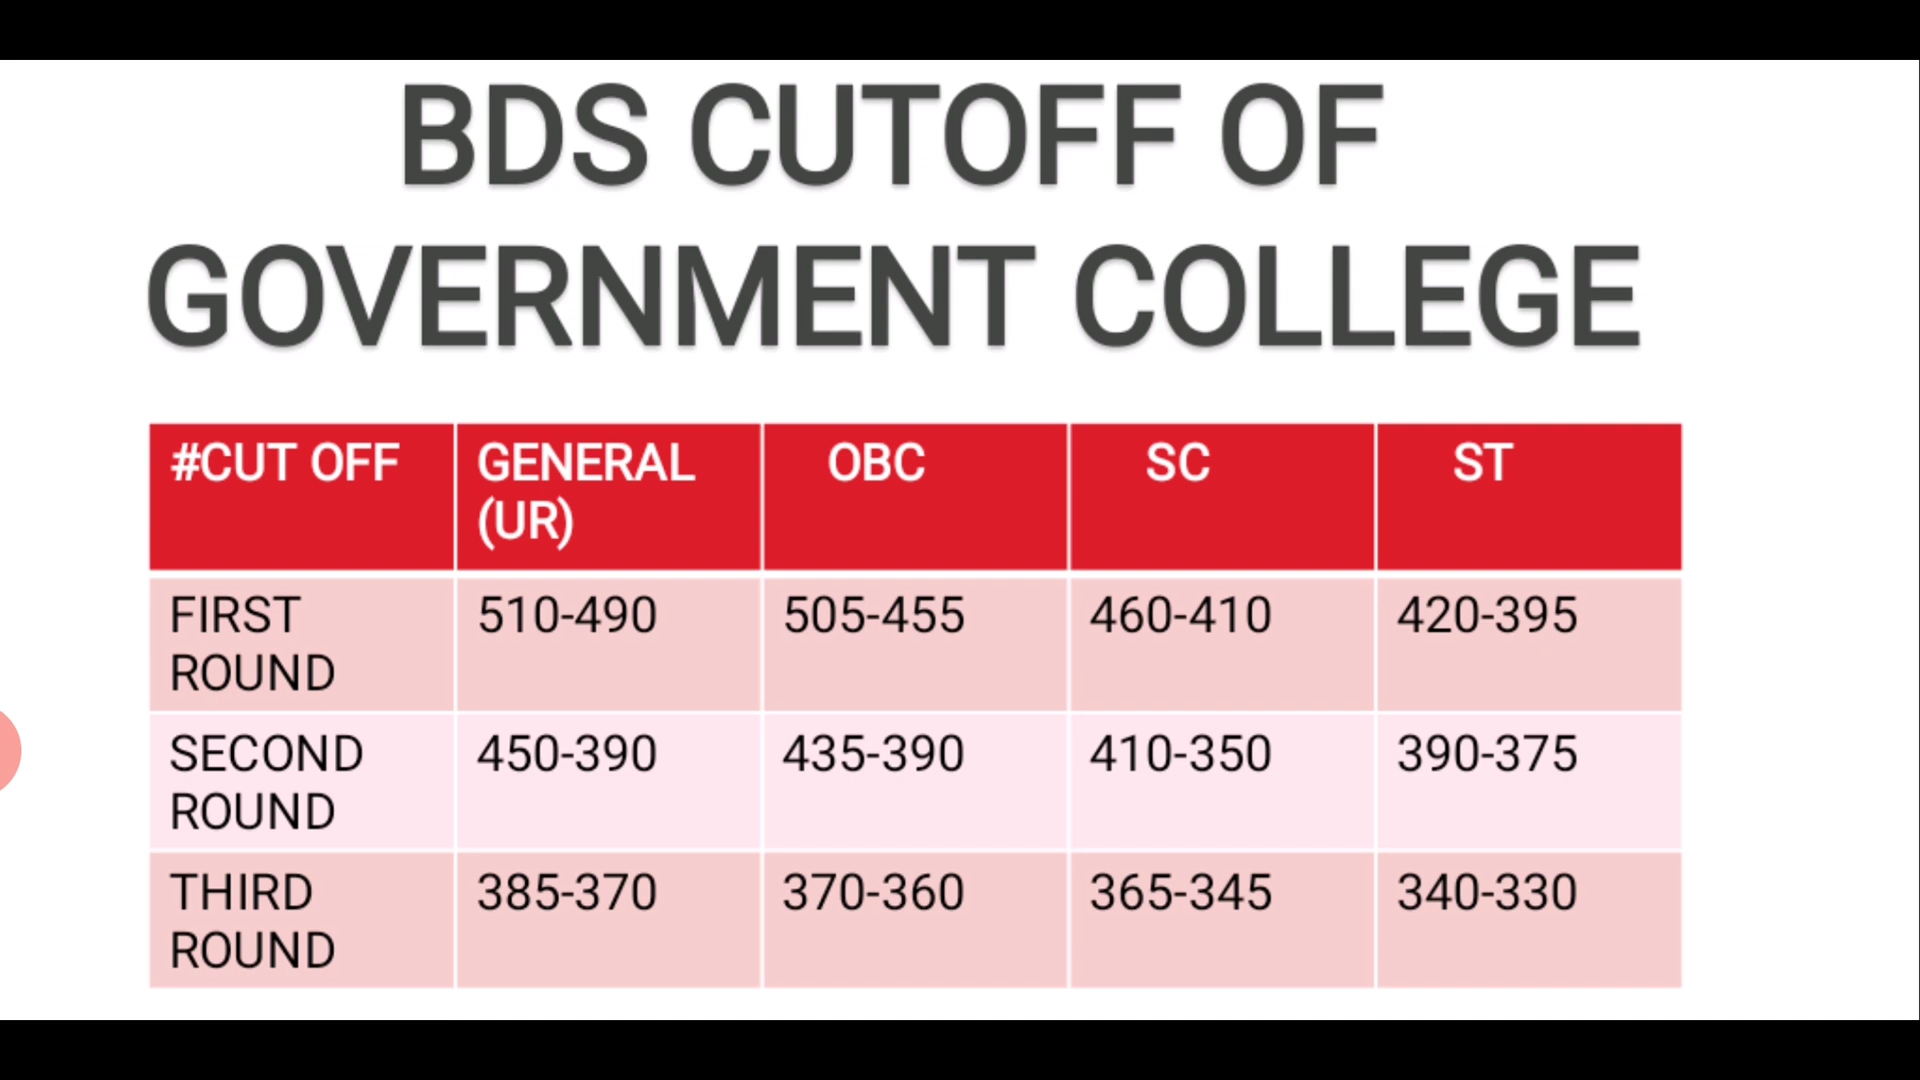 BDS CUTOFF OF
GOVERNMENT COLLEGE
#CUT OFF GENERAL (UR) OBC SC ST
FIRST ROUND 510-490 505-455 460-410 420-395
SECOND ROUND 450-390 435-390 410-350 390-375
THIRD ROUND 385-370 370-360 365-345 340-330